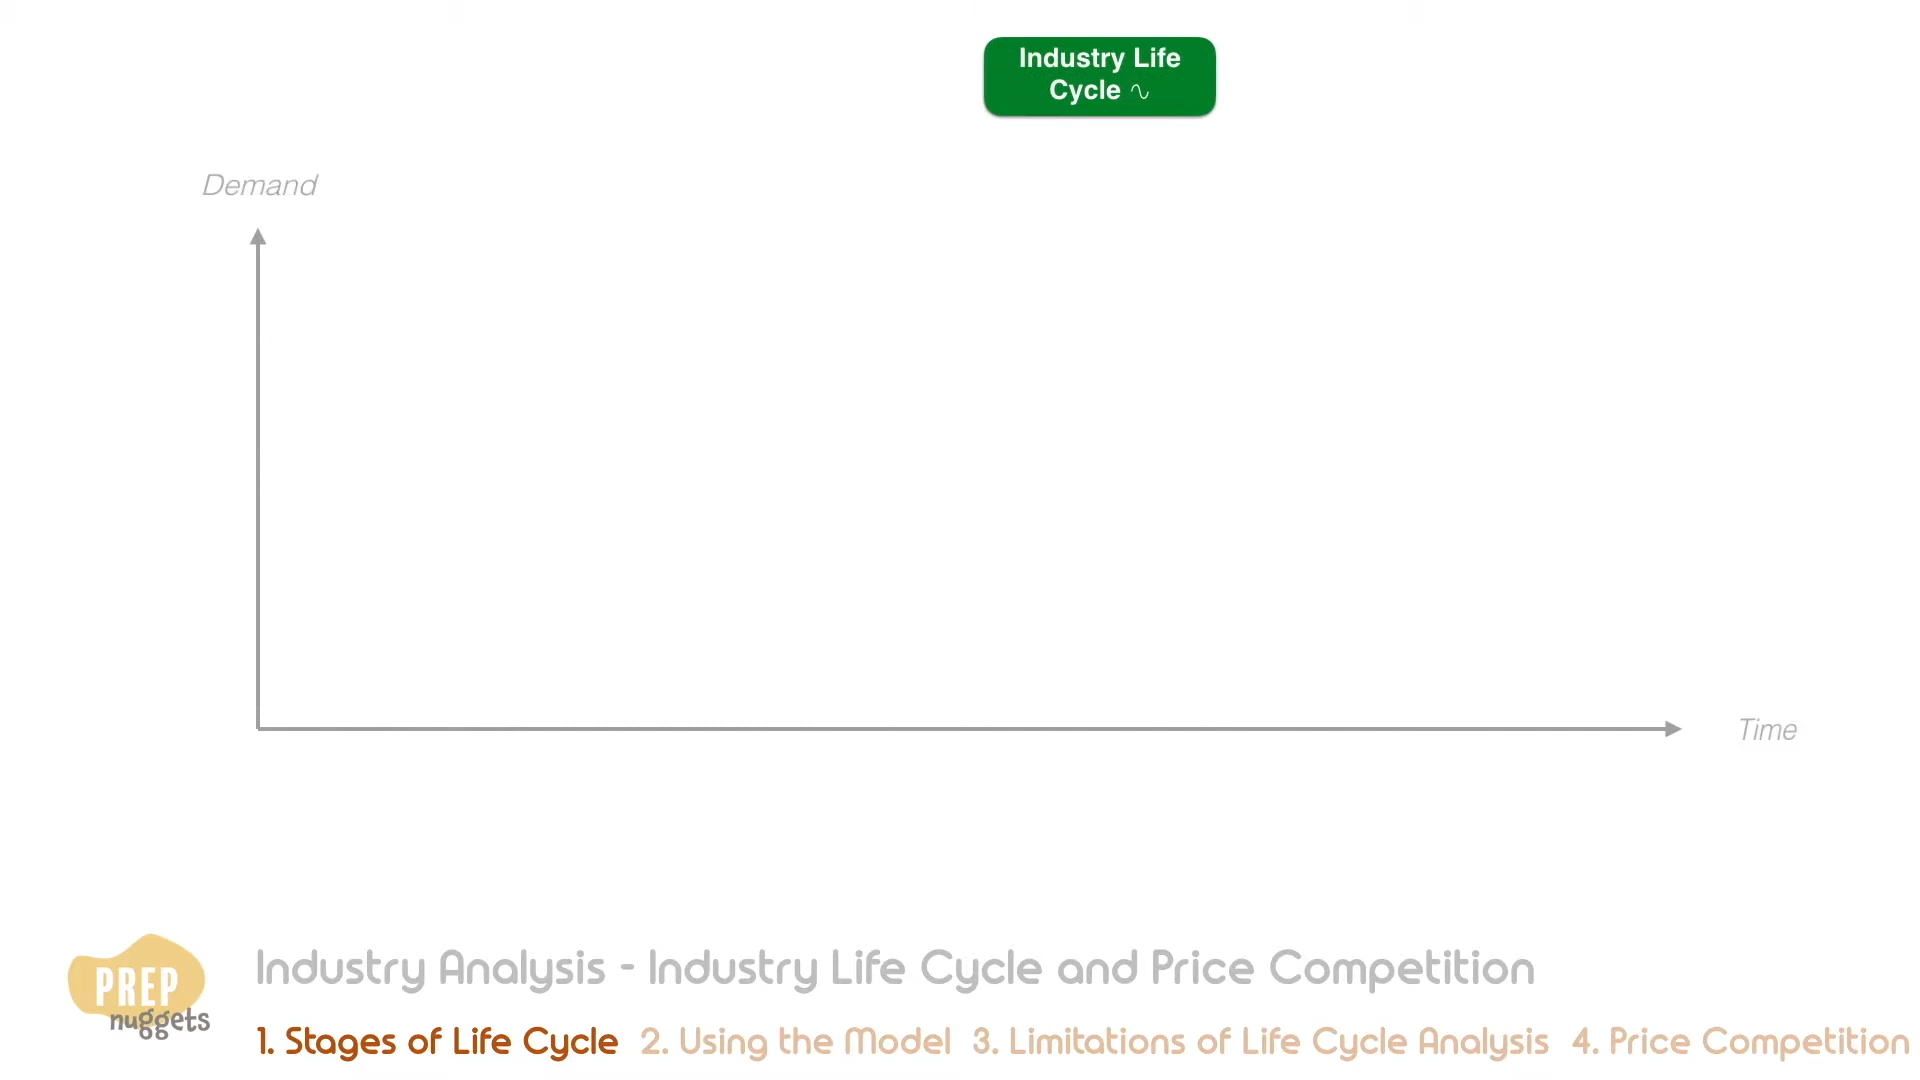 Industry Life
Cycle ∿
Demand
Time
PREP
nuggets
Industry Analysis - Industry Life Cycle and Price Competition
1. Stages of Life Cycle 2. Using the Model 3. Limitations of Life Cycle Analysis 4. Price Competition